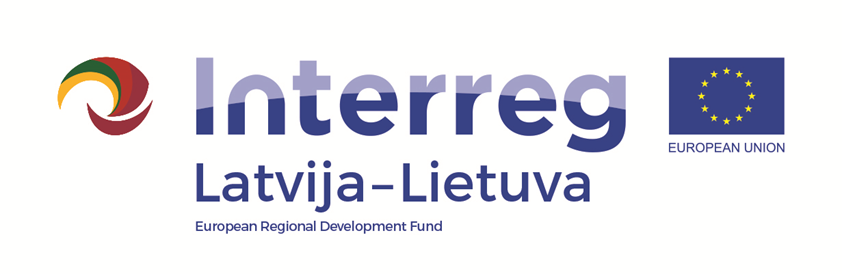 Interreg
EUROPEAN UNION
Latvija–Lietuva
European Regional Development Fund